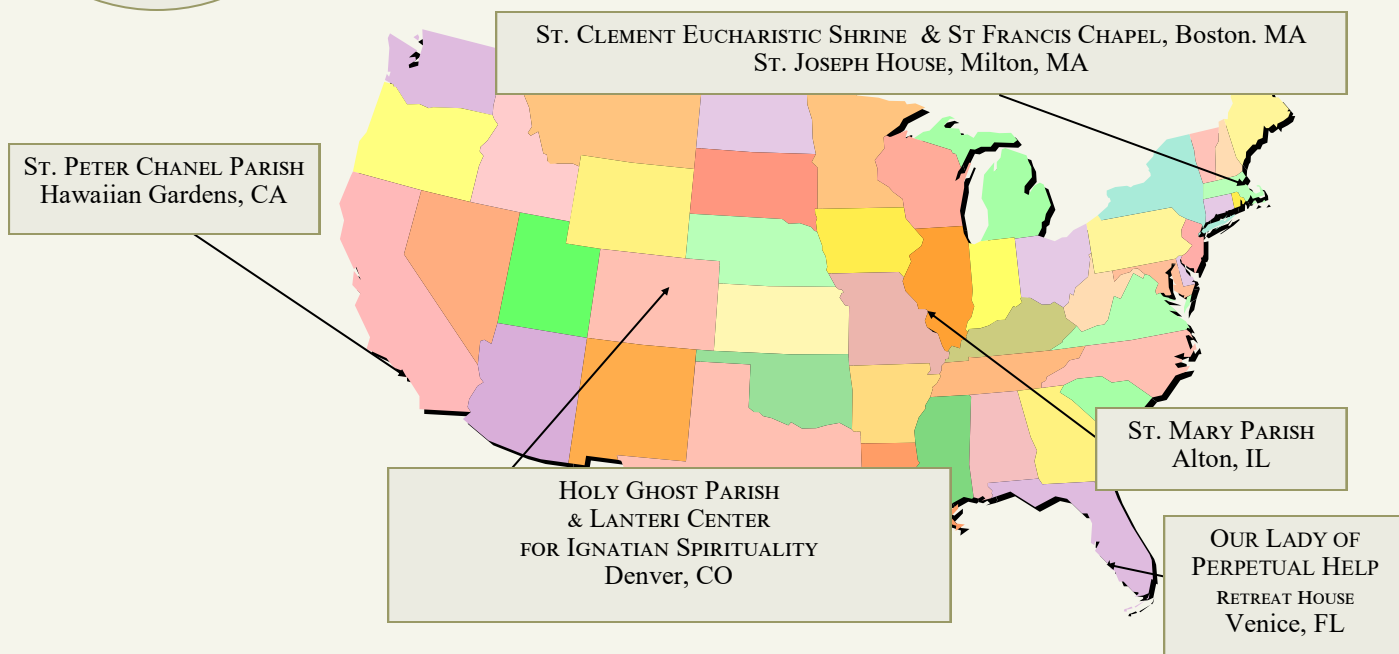 St. Clement Eucharistic Shrine & St Francis Chapel, Boston. MA
St. Joseph House, Milton, MA
St. Peter Chanel Parish
Hawaiian Gardens, CA
St. Mary Parish
Alton, IL
Holy Ghost Parish
& Lanteri Center
for Ignatian Spirituality
Denver, CO
Our Lady of
Perpetual Help
Retreat House
Venice, FL